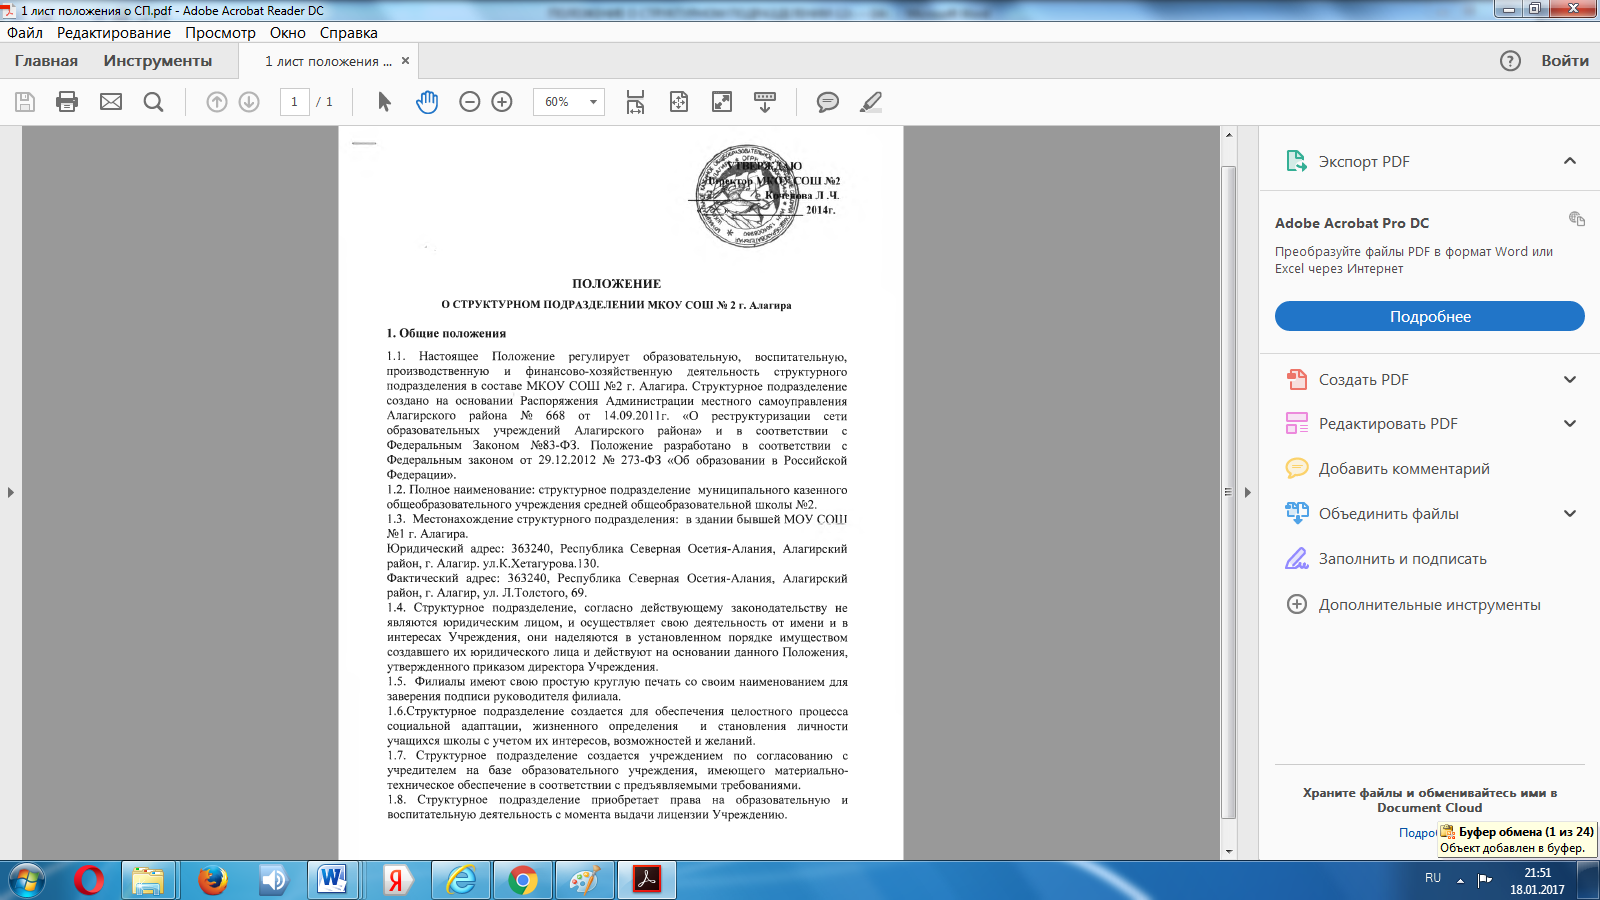 1 лист положения о СП.pdf - Adobe Acrobat Reader DC
Файл Редактирование Просмотр Окно Справка
Главная Инструменты 1 лист положения ... × Войти
1 / 1 60%
УТВЕРЖДАЮ
Директор МКОУ СОШ №2
Кочехова Л.Ч.
2014г.
ПОЛОЖЕНИЕ
О СТРУКТУРНОМ ПОДРАЗДЕЛЕНИИ МКОУ СОШ № 2 г. Алагира
1. Общие положения
1.1. Настоящее Положение регулирует образовательную, воспитательную,
производственную и финансово-хозяйственную деятельность структурного
подразделения в составе МКОУ СОШ №2 г. Алагира. Структурное подразделение
создано на основании Распоряжения Администрации местного самоуправления
Алагирского района № 668 от 14.09.2011г. «О реструктуризации сети
образовательных учреждений Алагирского района» и в соответствии с
Федеральным Законом №83-ФЗ. Положение разработано в соответствии с
Федеральным законом от 29.12.2012 № 273-ФЗ «Об образовании в Российской
Федерации».
1.2. Полное наименование: структурное подразделение муниципального казенного
общеобразовательного учреждения средней общеобразовательной школы №2.
1.3. Местонахождение структурного подразделения: в здании бывшей МОУ СОШ
№1 г. Алагира.
Юридический адрес: 363240, Республика Северная Осетия-Алания, Алагирский
район, г. Алагир. ул.К.Хетагурова.130.
Фактический адрес: 363240, Республика Северная Осетия-Алания, Алагирский
район, г. Алагир, ул. Л.Толстого, 69.
1.4. Структурное подразделение, согласно действующему законодательству не
являются юридическим лицом, и осуществляет свою деятельность от имени и в
интересах Учреждения, они наделяются в установленном порядке имуществом
создавшего их юридического лица и действуют на основании данного Положения,
утвержденного приказом директора Учреждения.
1.5. Филиалы имеют свою простую круглую печать со своим наименованием для
заверения подписи руководителя филиала.
1.6.Структурное подразделение создается для обеспечения целостного процесса
социальной адаптации, жизненного определения и становления личности
учащихся школы с учетом их интересов, возможностей и желаний.
1.7. Структурное подразделение создается учреждением по согласованию с
учредителем на базе образовательного учреждения, имеющего материально-
техническое обеспечение в соответствии с предъявляемыми требованиями.
1.8. Структурное подразделение приобретает права на образовательную и
воспитательную деятельность с момента выдачи лицензии Учреждению.
Экспорт PDF
Adobe Acrobat Pro DC
Преобразуйте файлы PDF в формат Word или
Excel через Интернет
Подробнее
Создать PDF
Редактировать PDF
Добавить комментарий
Объединить файлы
Заполнить и подписать
Дополнительные инструменты
Храните файлы и обменивайтесь ими в
Document Cloud
Подро
Буфер обмена (1 из 24)
Объект добавлен в буфер.
RU
21:51
18.01.2017